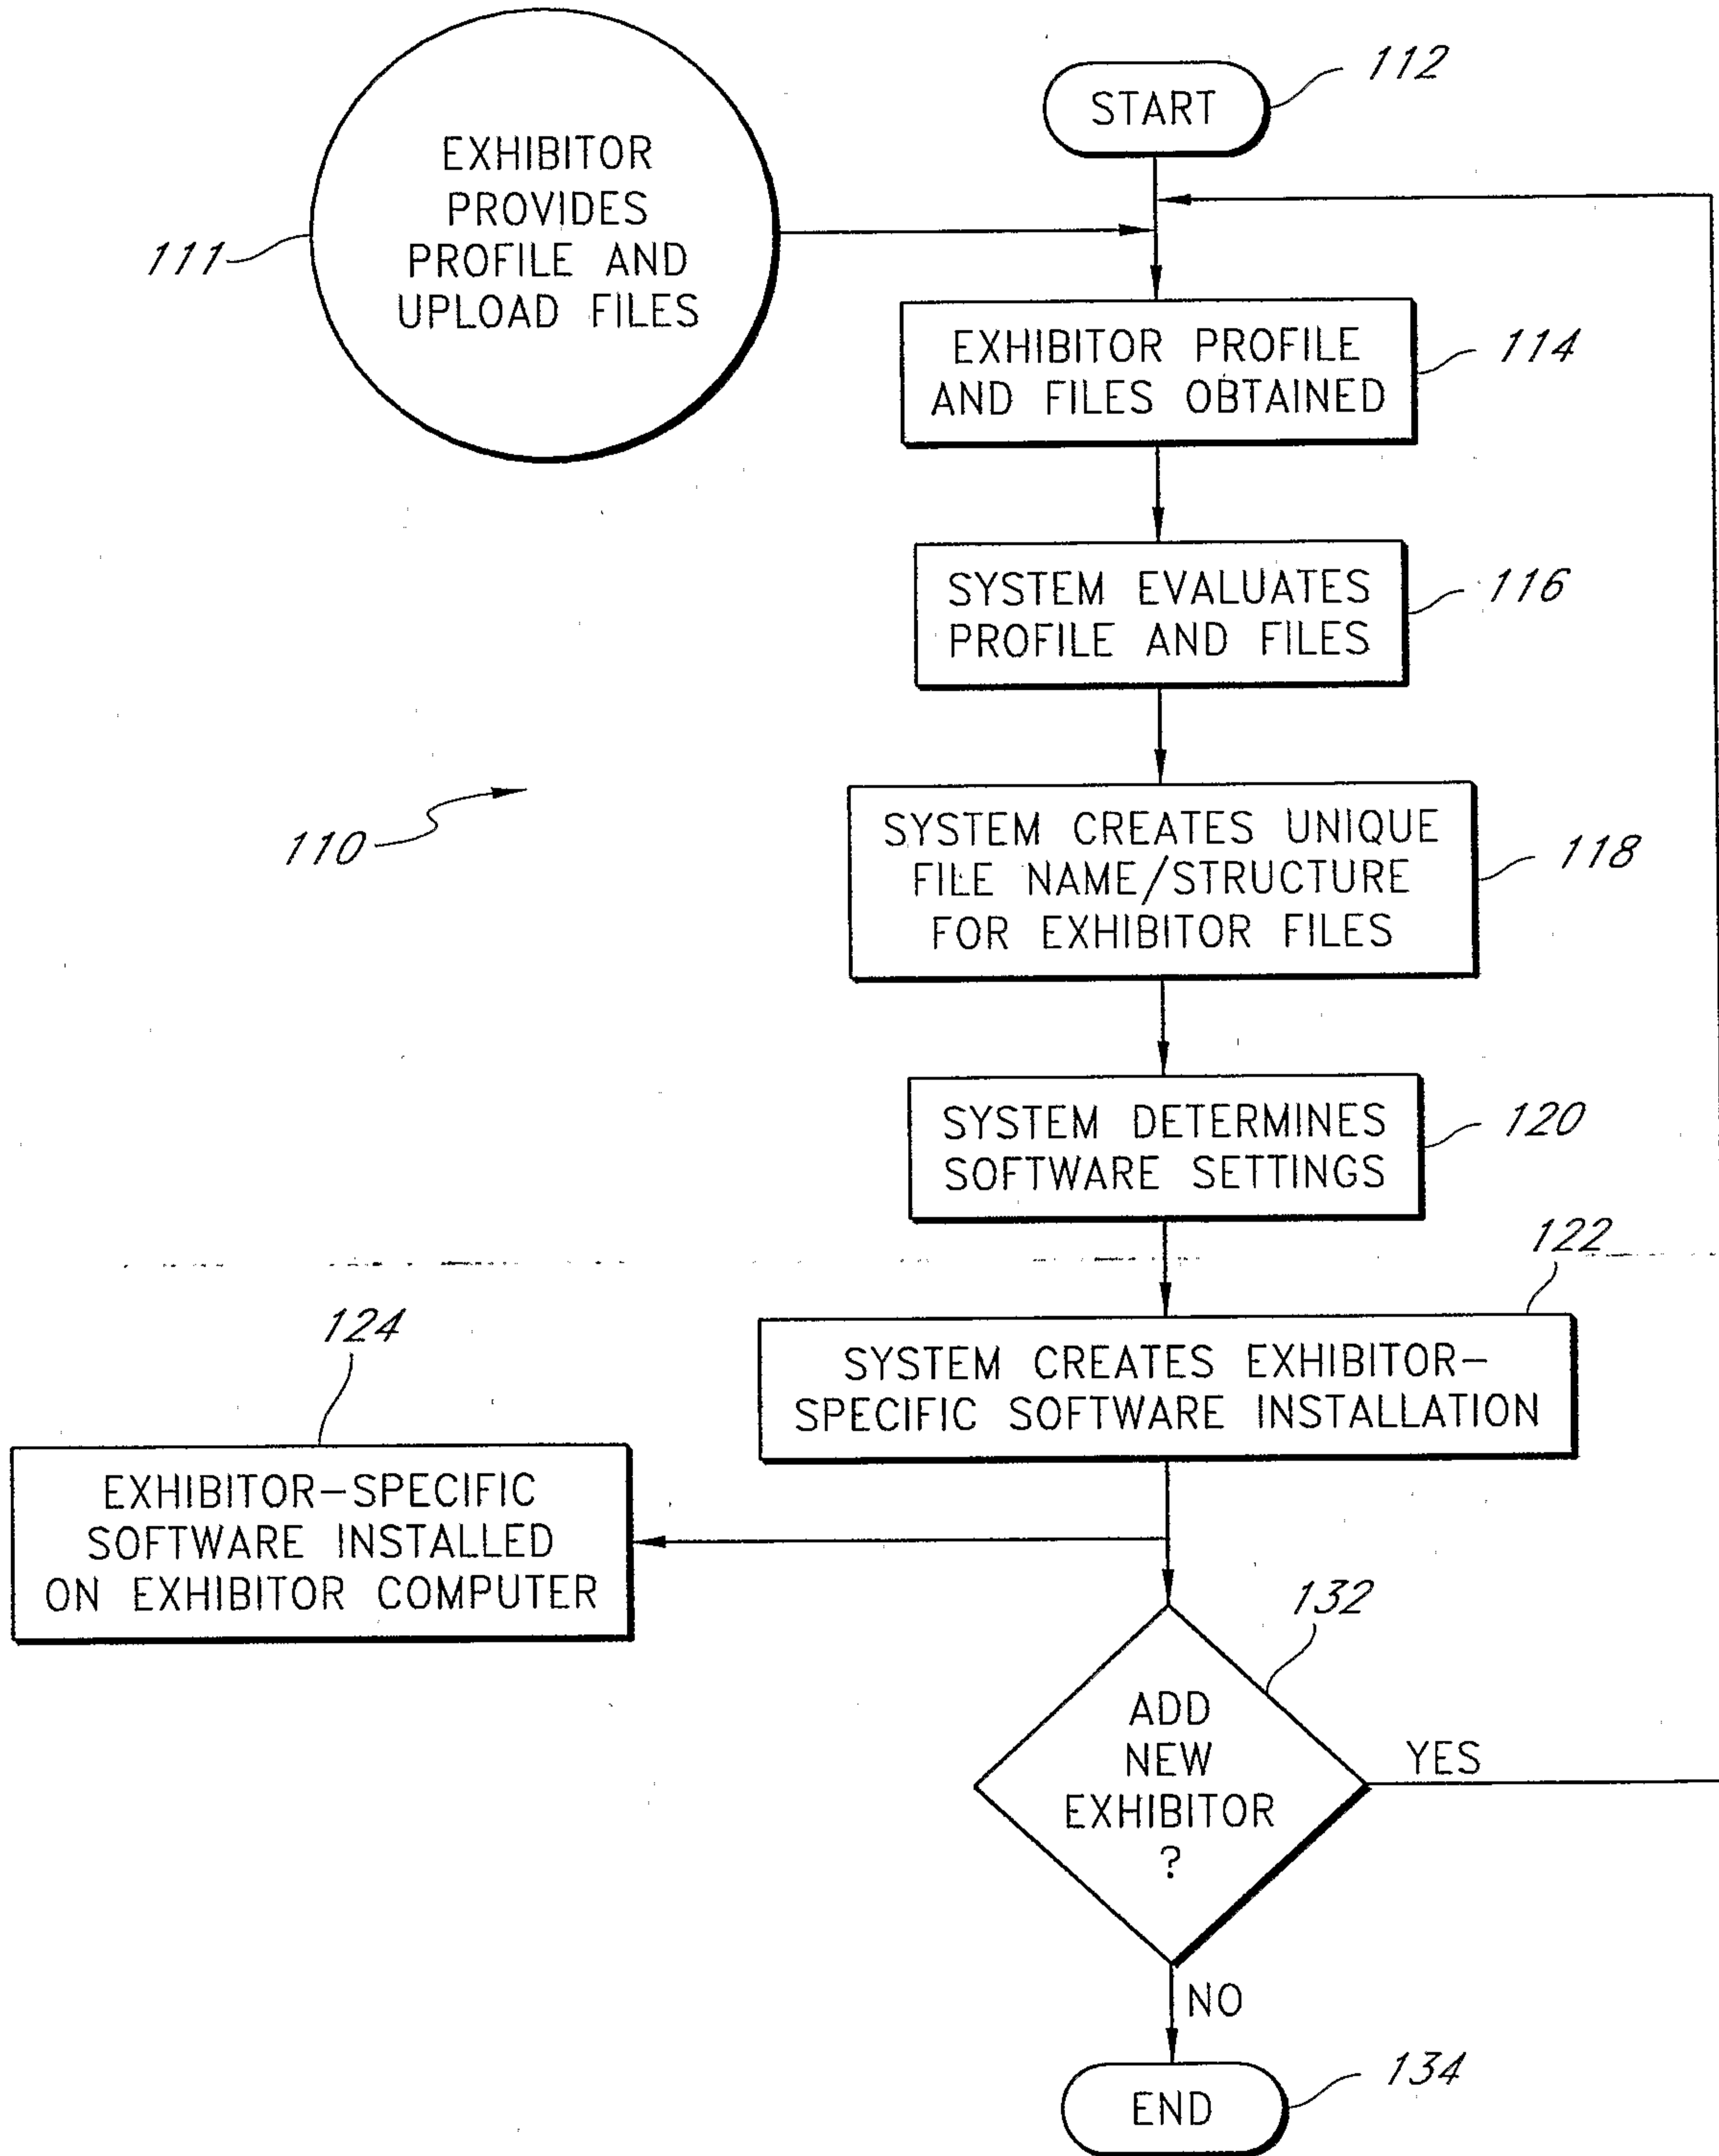 112
START
EXHIBITOR
PROVIDES
PROFILE AND
UPLOAD FILES
111
EXHIBITOR PROFILE
AND FILES OBTAINED
114
SYSTEM EVALUATES
PROFILE AND FILES
116
SYSTEM CREATES UNIQUE
FILE NAME/STRUCTURE
FOR EXHIBITOR FILES
118
110
SYSTEM DETERMINES
SOFTWARE SETTINGS
120
122
SYSTEM CREATES EXHIBITOR-
SPECIFIC SOFTWARE INSTALLATION
124
EXHIBITOR-SPECIFIC
SOFTWARE INSTALLED
ON EXHIBITOR COMPUTER
132
ADD
NEW
EXHIBITOR
?
YES
NO
END
134